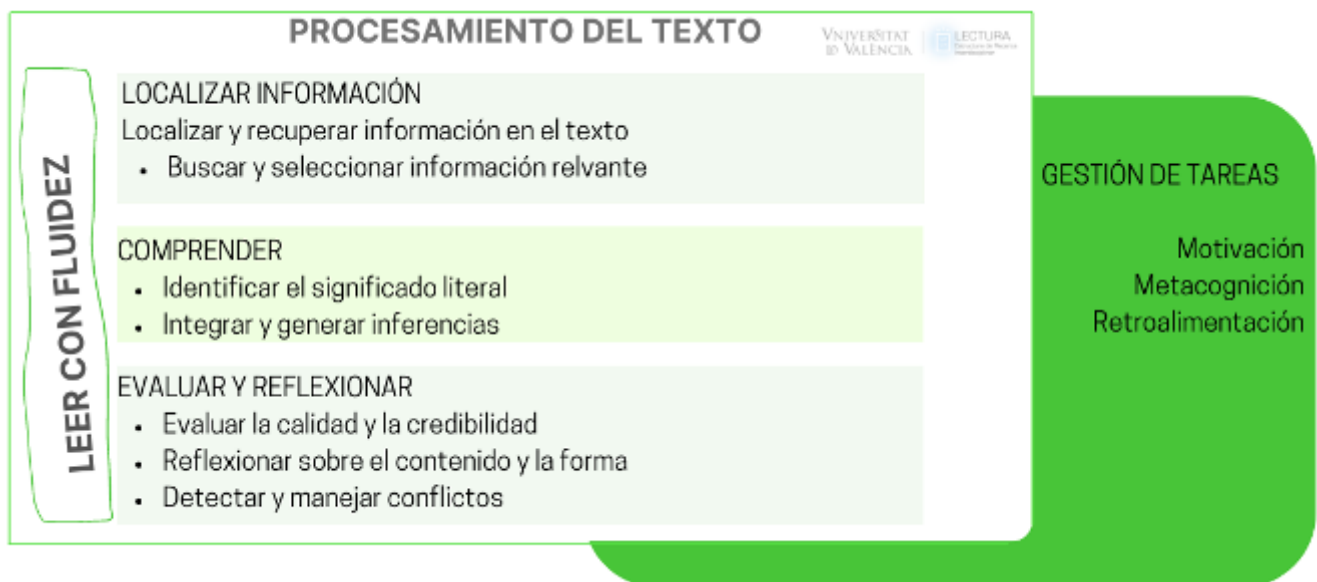 PROCESAMIENTO DEL TEXTO
VNIVERSITAT
ID VALÈNCIA
LECTURA
LEER CON FLUIDEZ
LOCALIZAR INFORMACIÓN
Localizar y recuperar información en el texto
• Buscar y seleccionar información relvante
COMPRENDER
• Identificar el significado literal
• Integrar y generar inferencias
EVALUAR Y REFLEXIONAR
• Evaluar la calidad y la credibilidad
• Reflexionar sobre el contenido y la forma
• Detectar y manejar conflictos
GESTIÓN DE TAREAS
Motivación
Metacognición
Retroalimentación